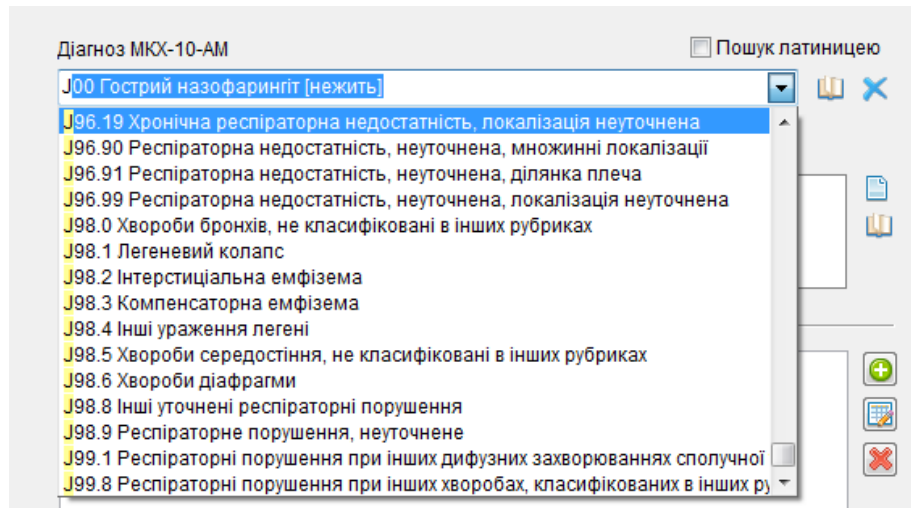 Діагноз МКХ-10-АМ
Пошук латиницею
J00 Гострий назофарингіт [нежить]
J96.19 Хронічна респіраторна недостатність, локалізація неуточнена
J96.90 Респіраторна недостатність, неуточнена, множинні локалізації
J96.91 Респіраторна недостатність, неуточнена, ділянка плеча
J96.99 Респіраторна недостатність, неуточнена, локалізація неуточнена
J98.0 Хвороби бронхів, не класифіковані в інших рубриках
J98.1 Легеневий колапс
J98.2 Інтерстиціальна емфізема
J98.3 Компенсаторна емфізема
J98.4 Інші ураження легені
J98.5 Хвороби середостіння, не класифіковані в інших рубриках
J98.6 Хвороби діафрагми
J98.8 Інші уточнені респіраторні порушення
J98.9 Респіраторне порушення, неуточнене
J99.1 Респіраторні порушення при інших дифузних захворюваннях сполучної
J99.8 Респіраторні порушення при інших хворобах, класифікованих в інших ру